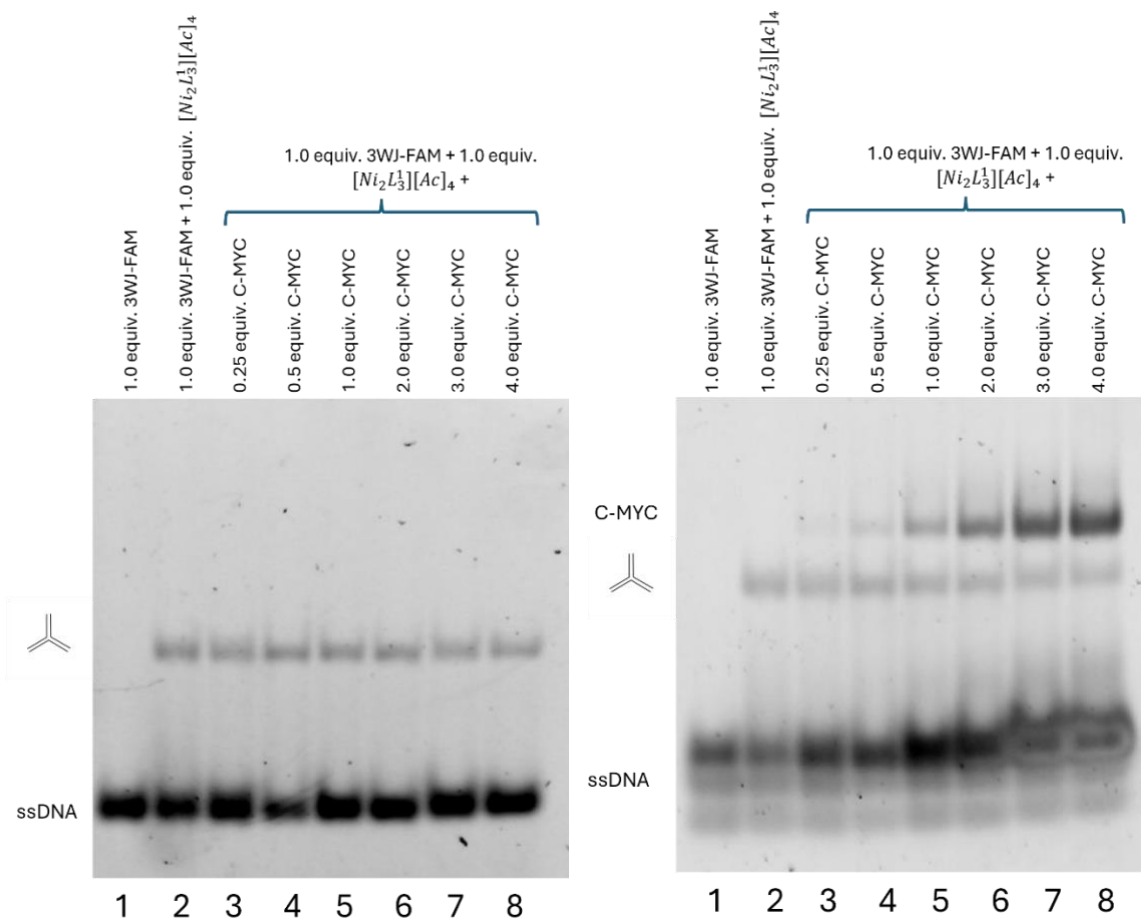 1.0 equiv. 3WJ-FAM
1.0 equiv. 3WJ-FAM + 1.0 equiv. [Ni₂L₃¹][Ac]₄
1.0 equiv. 3WJ-FAM + 1.0 equiv.
[Ni₂L₃¹][Ac]₄ +
0.25 equiv. C-MYC
0.5 equiv. C-MYC
1.0 equiv. C-MYC
2.0 equiv. C-MYC
3.0 equiv. C-MYC
4.0 equiv. C-MYC
ssDNA
1 2 3 4 5 6 7 8
1.0 equiv. 3WJ-FAM
1.0 equiv. 3WJ-FAM + 1.0 equiv. [Ni₂L₃¹][Ac]₄
1.0 equiv. 3WJ-FAM + 1.0 equiv.
[Ni₂L₃¹][Ac]₄ +
0.25 equiv. C-MYC
0.5 equiv. C-MYC
1.0 equiv. C-MYC
2.0 equiv. C-MYC
3.0 equiv. C-MYC
4.0 equiv. C-MYC
C-MYC
ssDNA
1 2 3 4 5 6 7 8